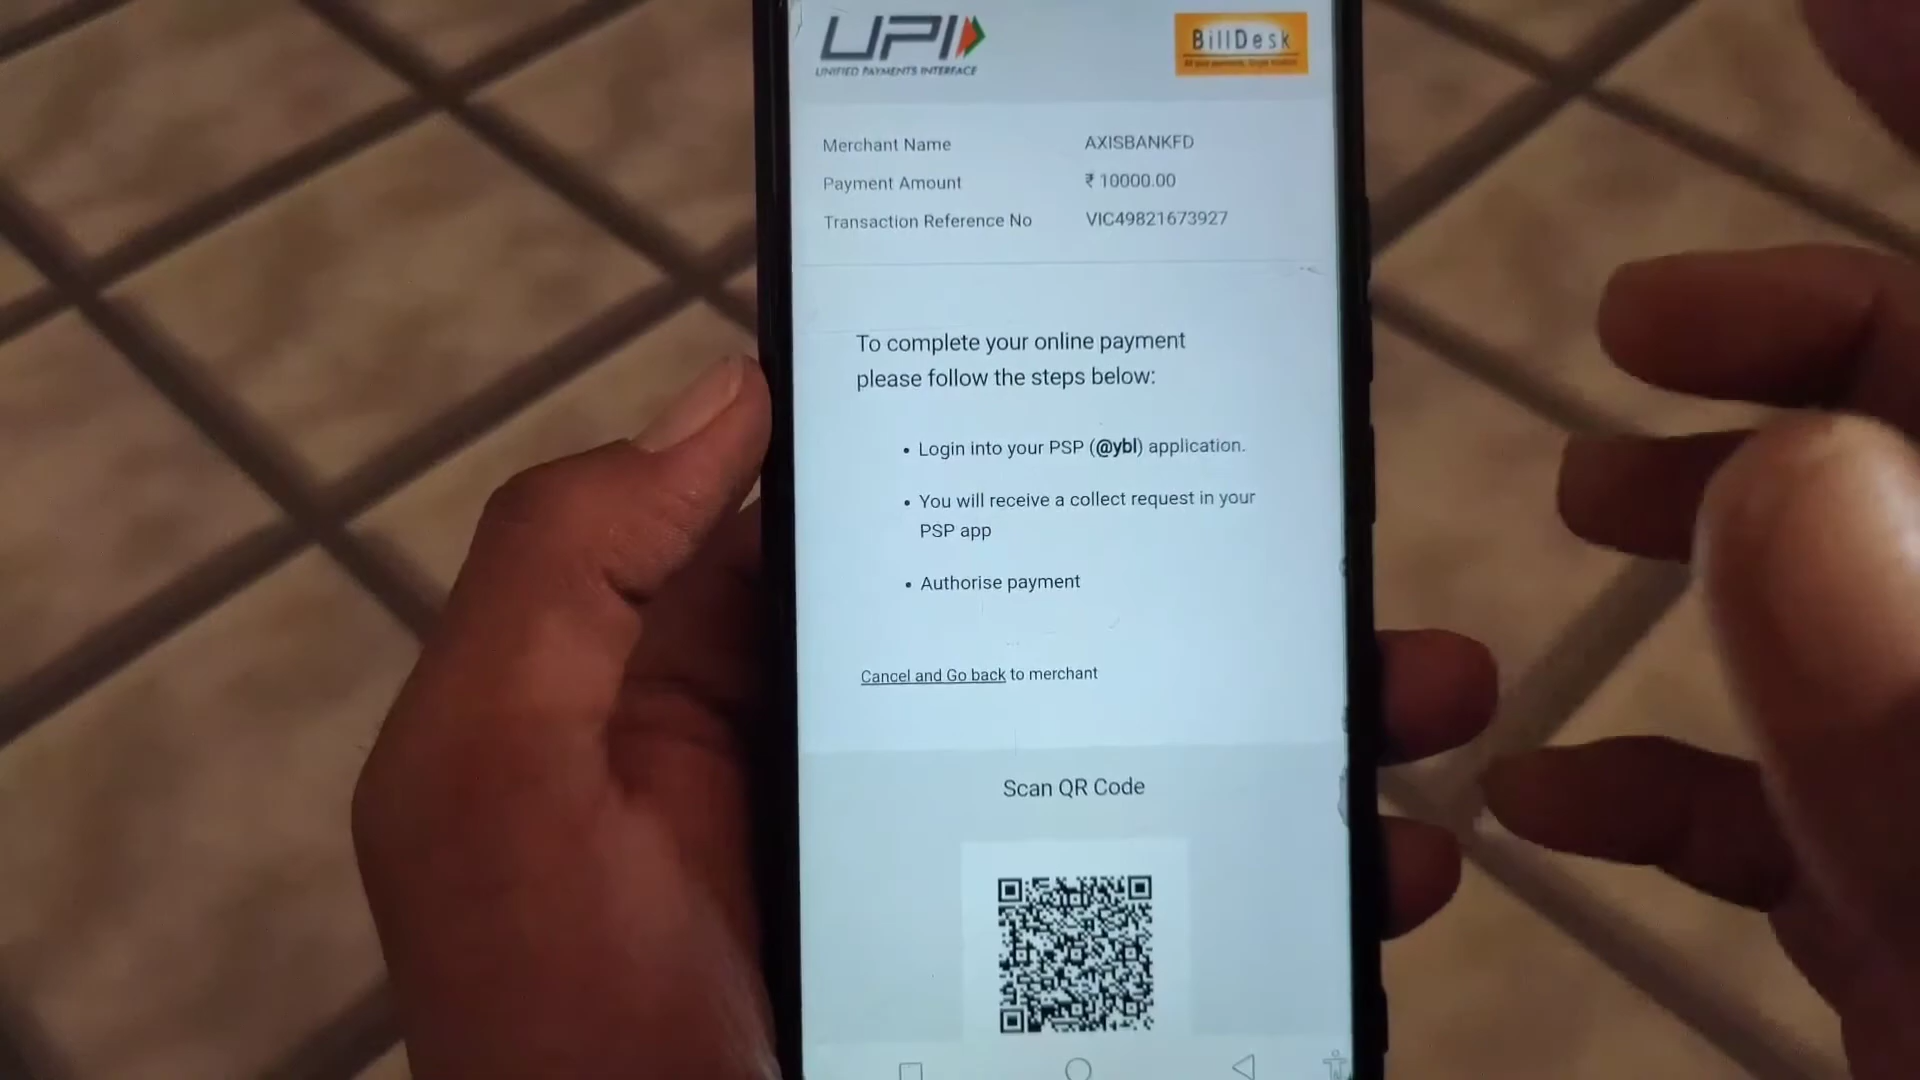 UPI
UNIFIED PAYMENTS INTERFACE
BillDesk
Merchant Name AXISBANKFD
Payment Amount ₹ 10000.00
Transaction Reference No VIC49821673927
To complete your online payment
please follow the steps below:
• Login into your PSP (@ybl) application.
• You will receive a collect request in your
PSP app
• Authorise payment
Cancel and Go back to merchant
Scan QR Code